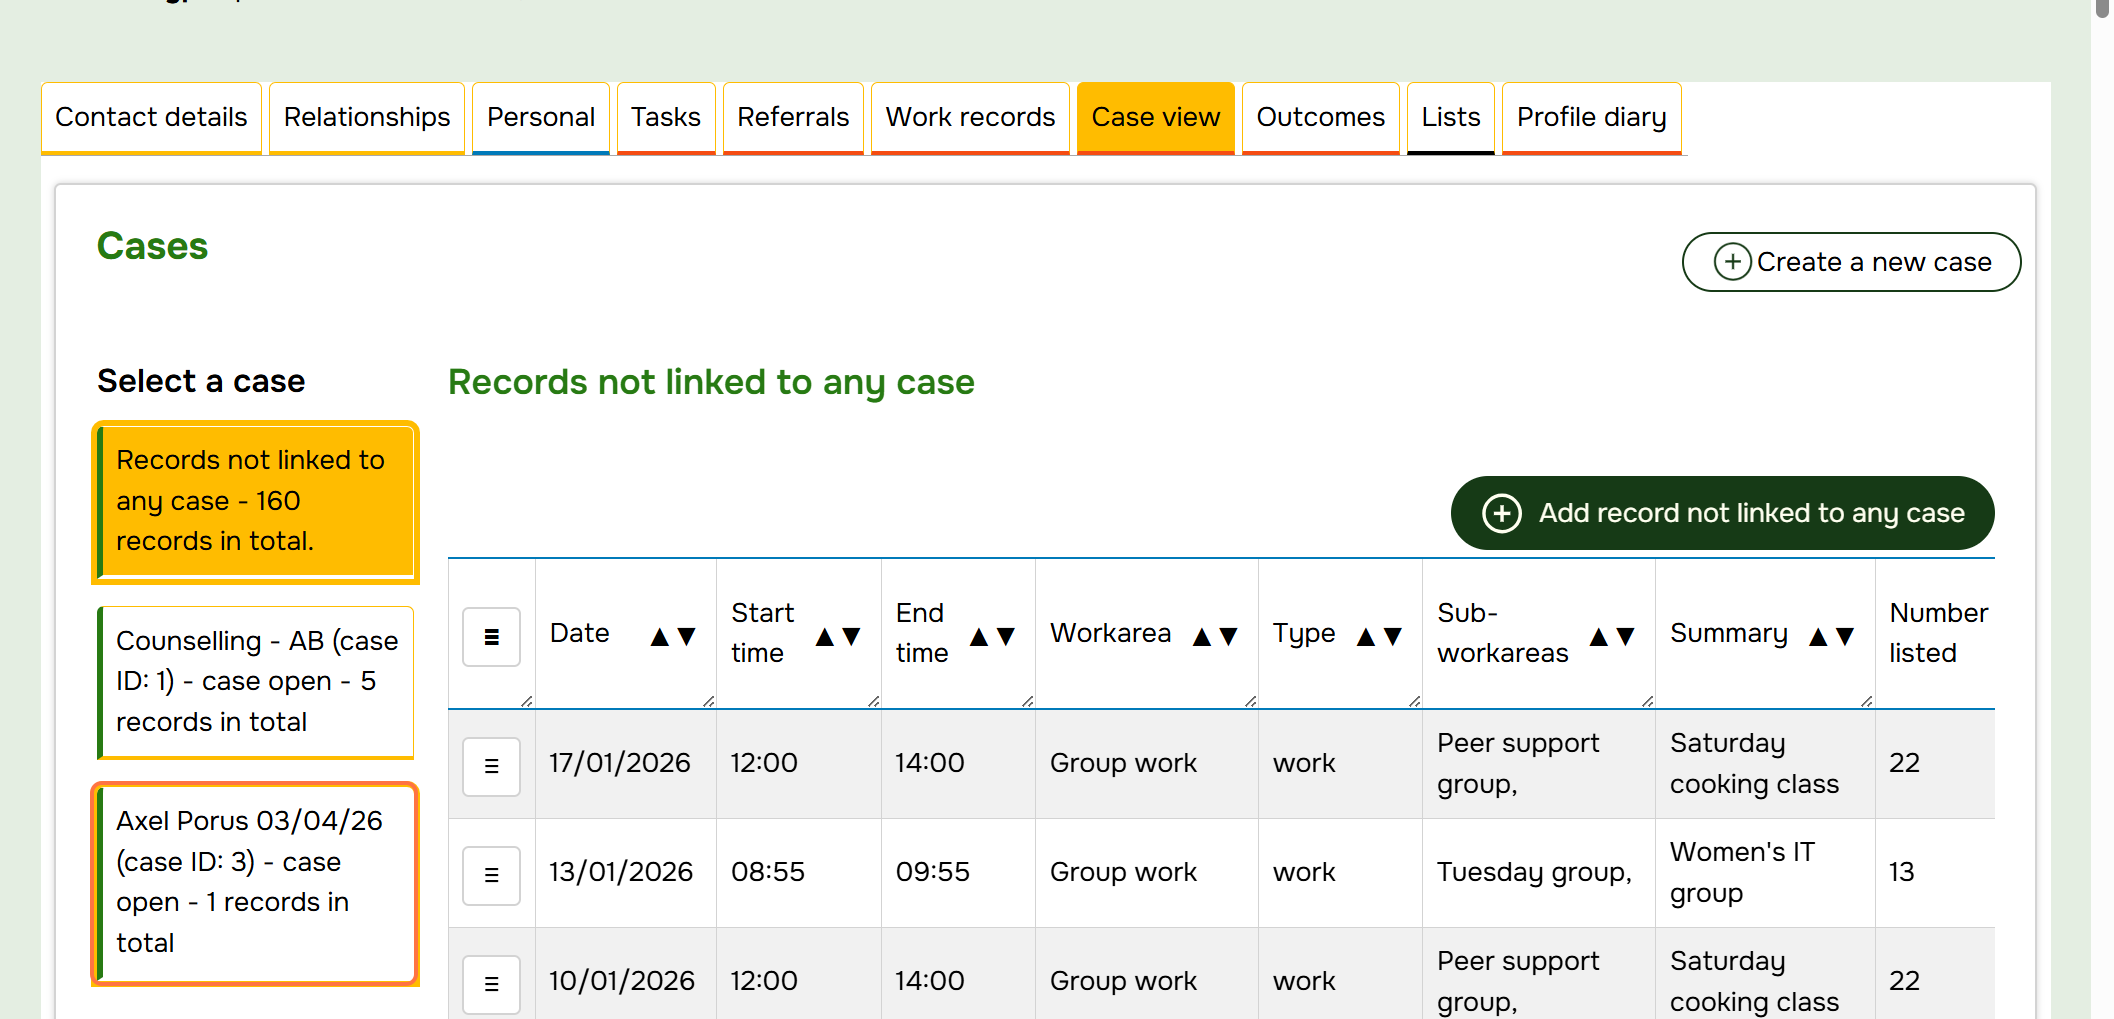 Contact details
Relationships
Personal
Tasks
Referrals
Work records
Case view
Outcomes
Lists
Profile diary
Cases
Create a new case
Select a case
Records not linked to
any case - 160
records in total.
Counselling - AB (case
ID: 1) - case open - 5
records in total
Axel Porus 03/04/26
(case ID: 3) - case
open - 1 records in
total
Records not linked to any case
Add record not linked to any case
Date ▲▼
Start
time ▲▼
End
time ▲▼
Workarea ▲▼
Type ▲▼
Sub-
workareas ▲▼
Summary ▲▼
Number
listed
17/01/2026
12:00
14:00
Group work
work
Peer support
group,
Saturday
cooking class
22
13/01/2026
08:55
09:55
Group work
work
Tuesday group,
Women's IT
group
13
10/01/2026
12:00
14:00
Group work
work
Peer support
group,
Saturday
cooking class
22